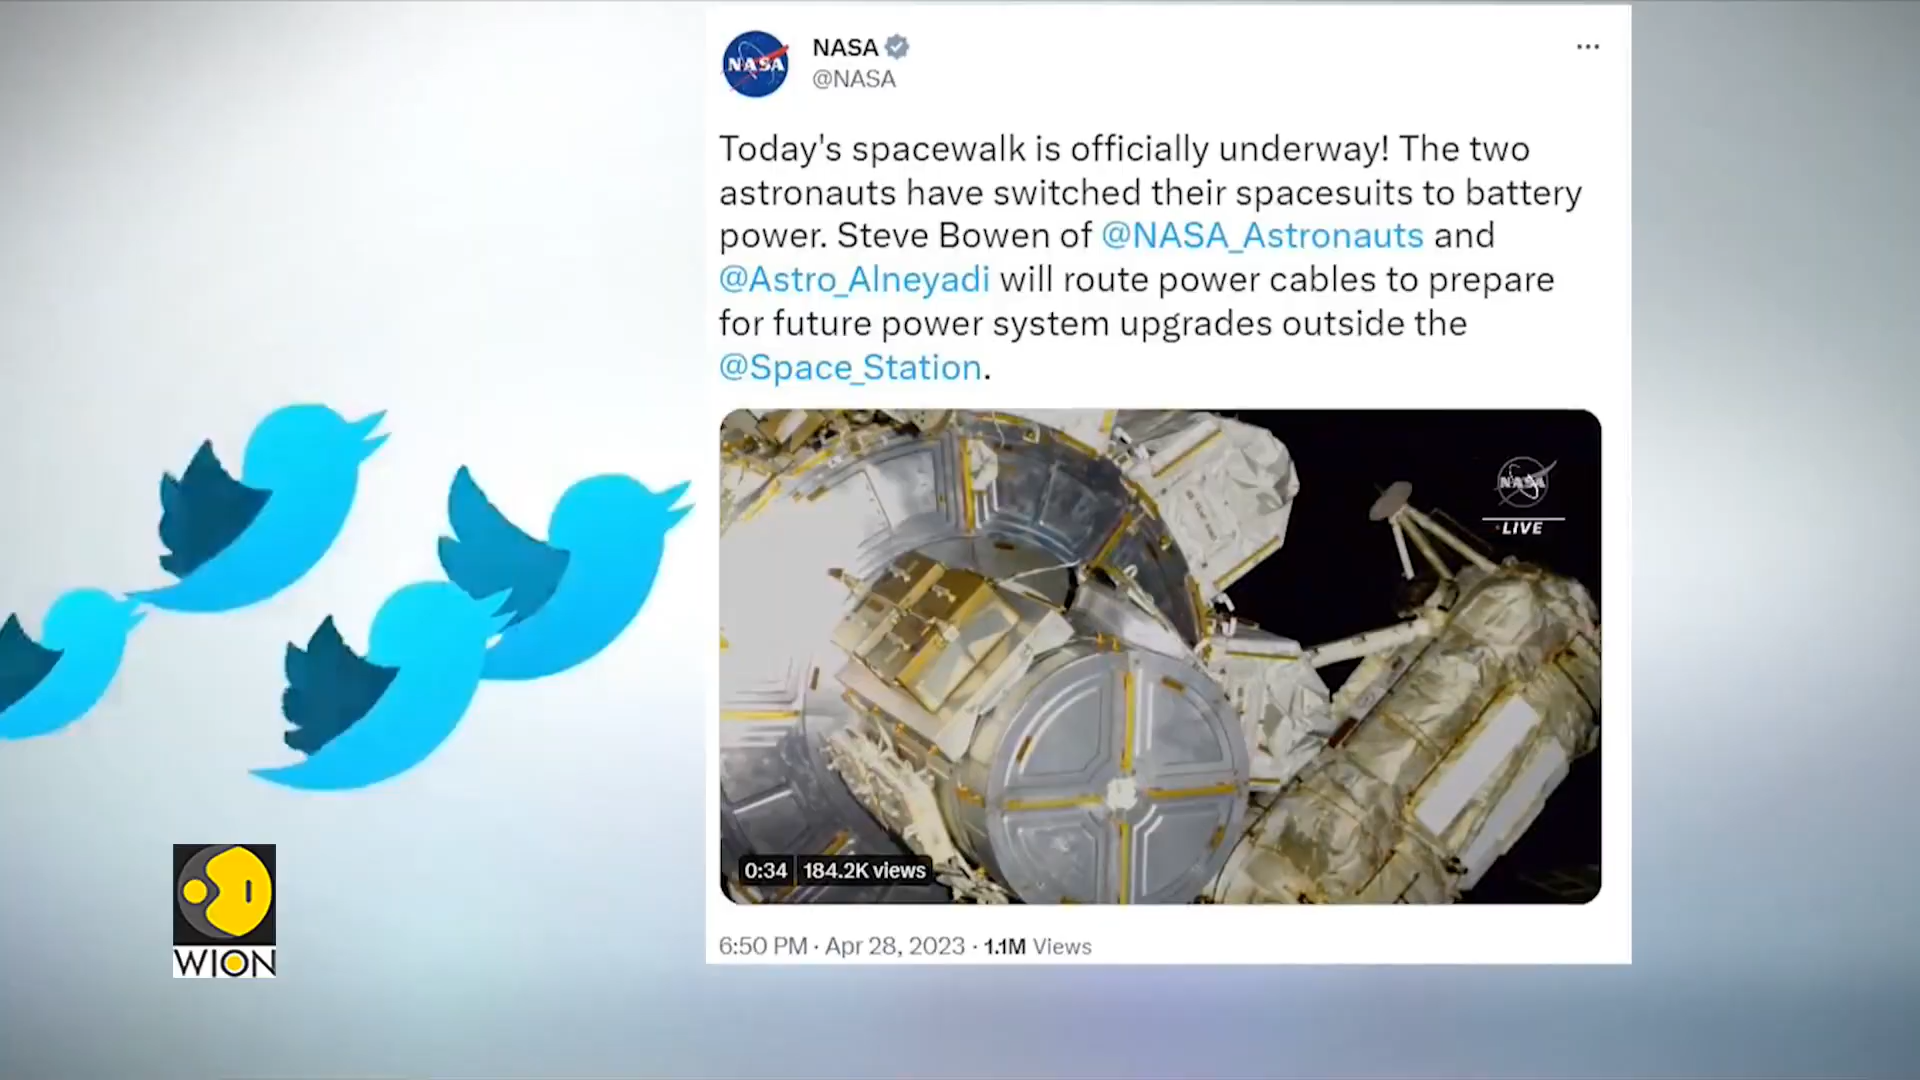 NASA
NASA
@NASA
Today's spacewalk is officially underway! The two
astronauts have switched their spacesuits to battery
power. Steve Bowen of @NASA_Astronauts and
@Astro_Alneyadi will route power cables to prepare
for future power system upgrades outside the
@Space_Station.
NASA
LIVE
0:34 184.2K views
6:50 PM · Apr 28, 2023 · 1.1M Views
WION